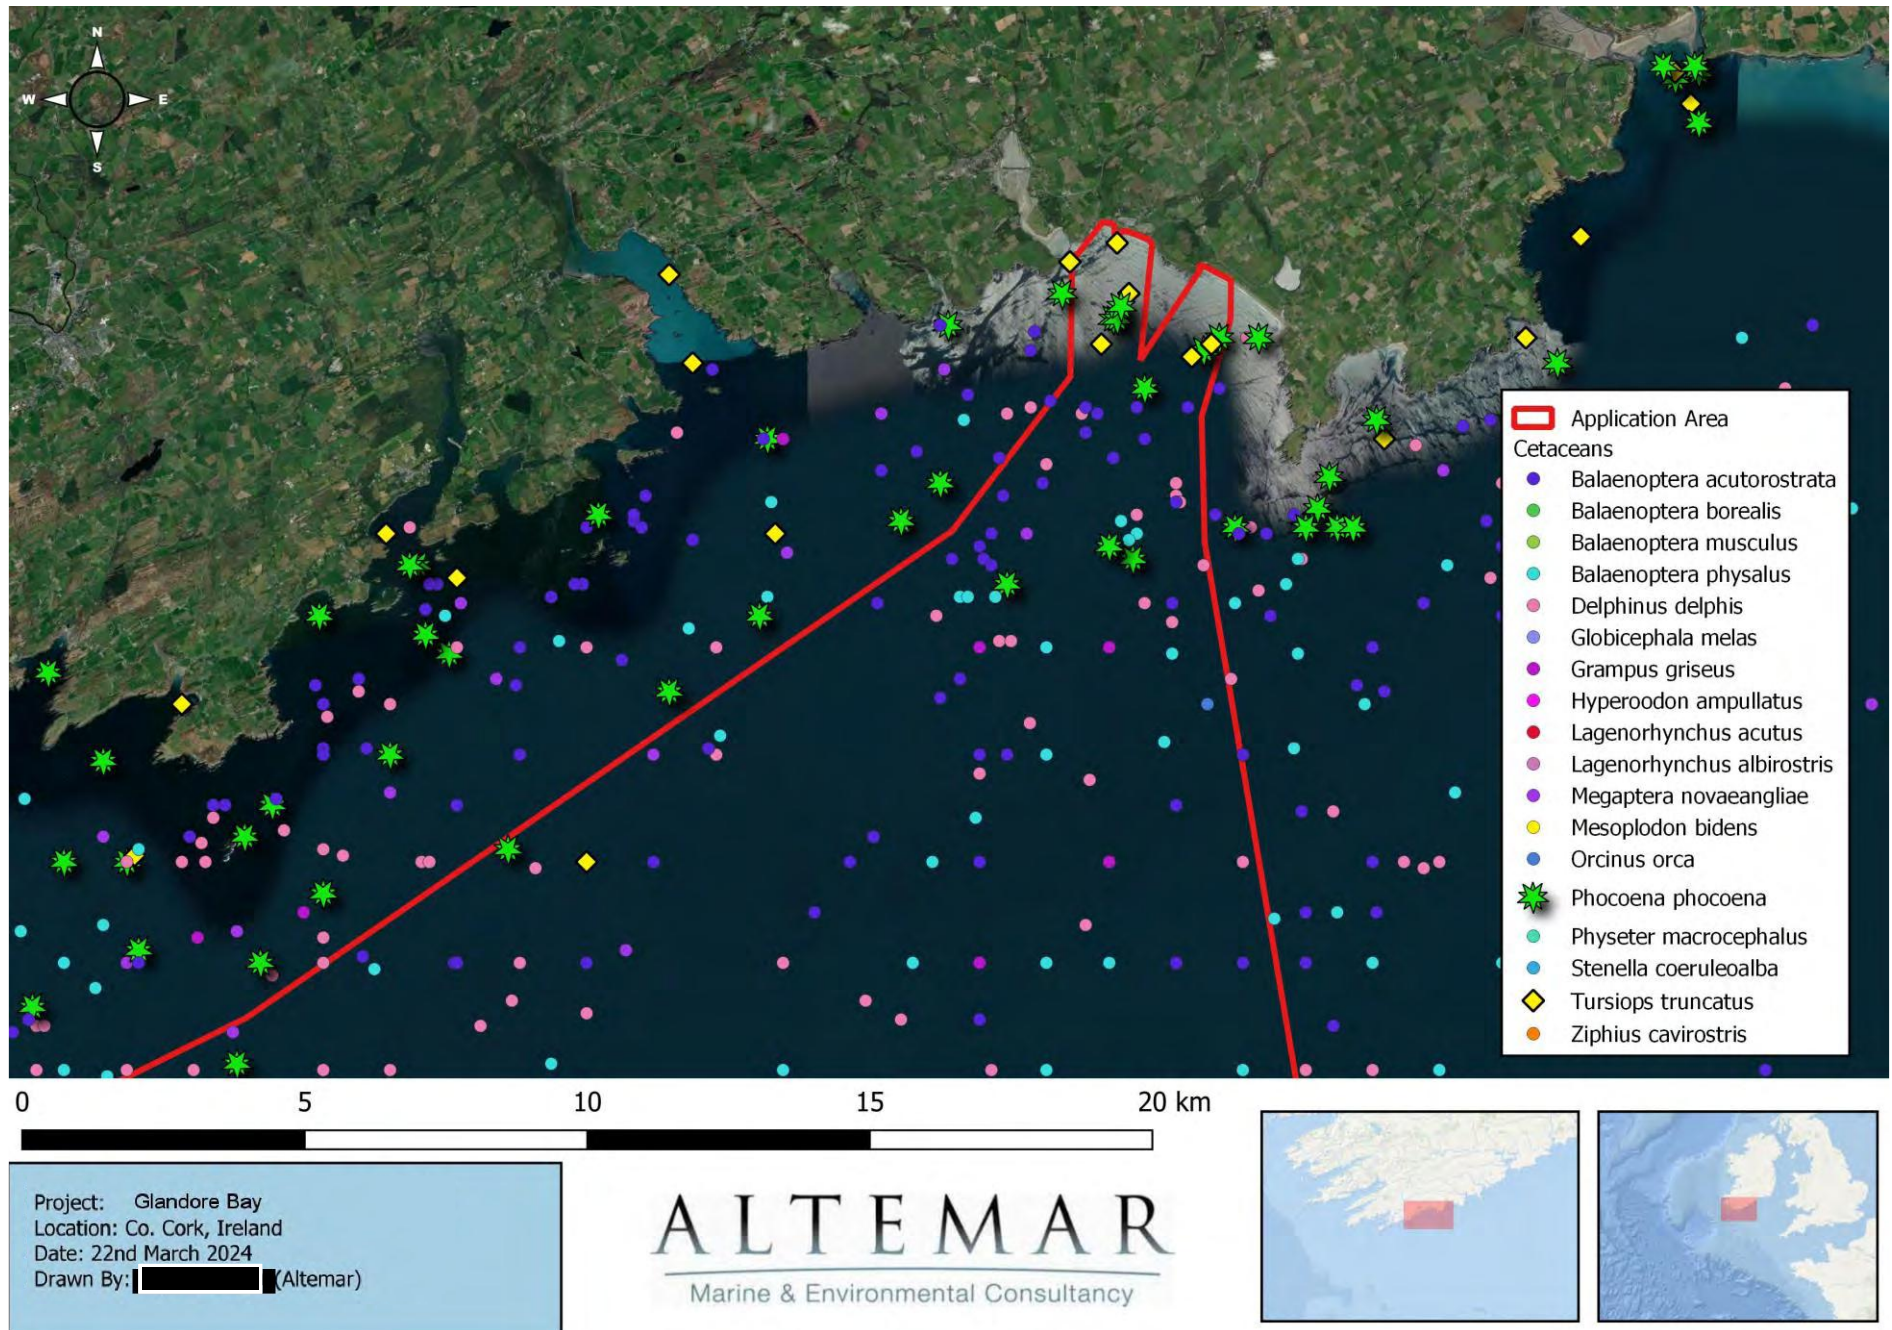 N
W
E
S
Application Area
Cetaceans
Balaenoptera acutorostrata
Balaenoptera borealis
Balaenoptera musculus
Balaenoptera physalus
Delphinus delphis
Globicephala melas
Grampus griseus
Hyperoodon ampullatus
Lagenorhynchus acutus
Lagenorhynchus albirostris
Megaptera novaeangliae
Mesoplodon bidens
Orcinus orca
Phocoena phocoena
Physeter macrocephalus
Stenella coeruleoalba
Tursiops truncatus
Ziphius cavirostris
0 5 10 15 20 km
Project: Glandore Bay
Location: Co. Cork, Ireland
Date: 22nd March 2024
Drawn By: (Altemar)
ALTEMAR
Marine & Environmental Consultancy